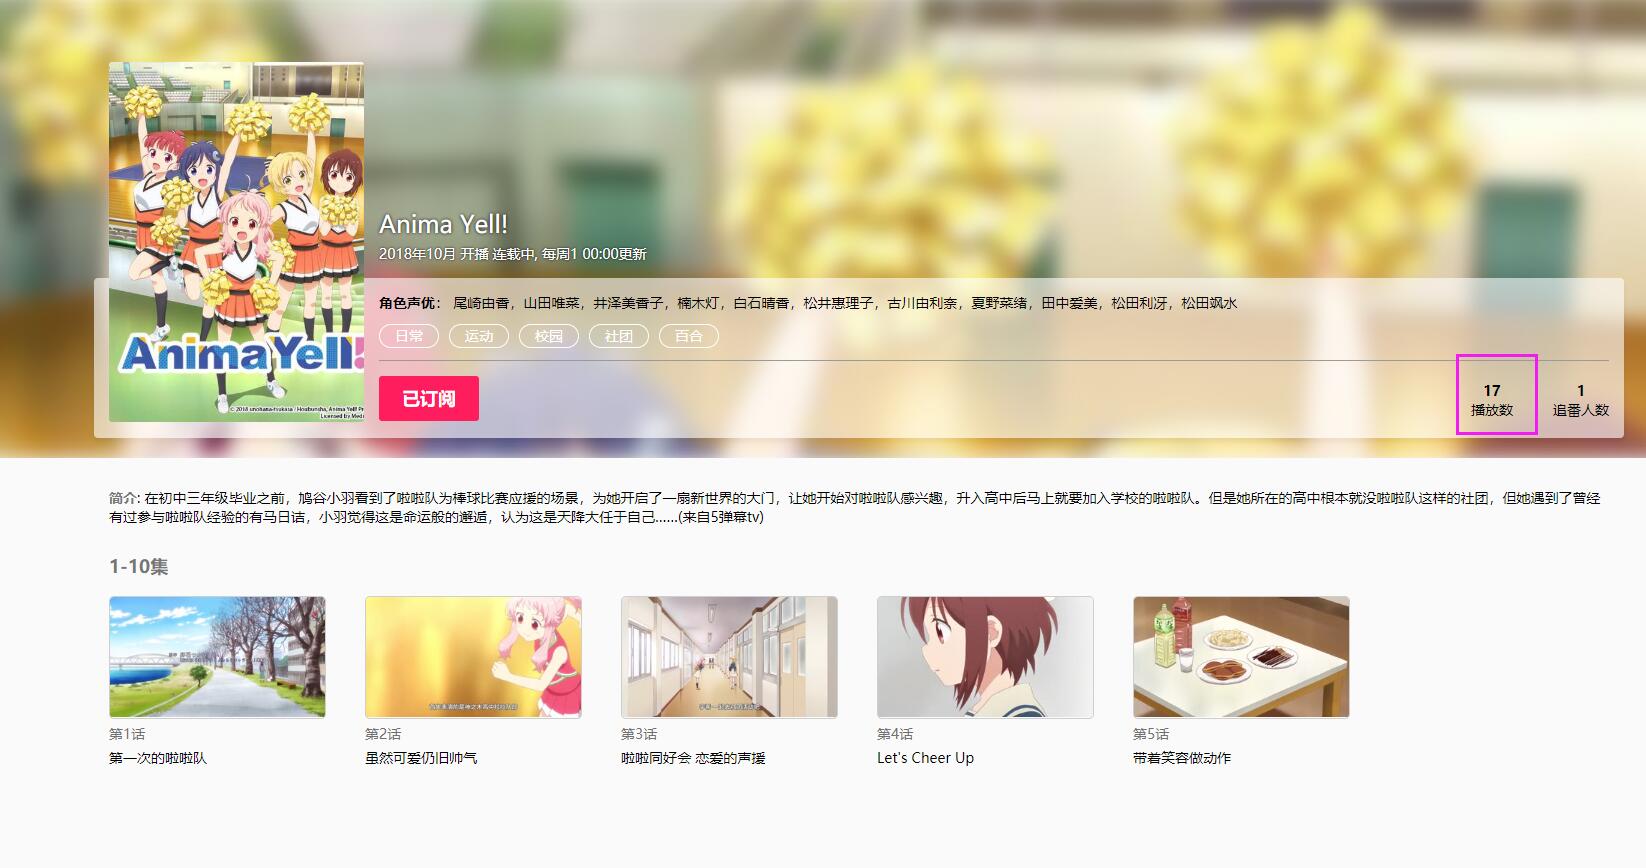 Anima Yell!
2018年10月 开播 连载中, 每周1 00:00更新
角色声优： 尾崎由香，山田唯菜，井泽美香子，楠木灯，白石晴香，松井惠理子，古川由利奈，夏野菜绪，田中爱美，松田利冴，松田飒水
日常 运动 校园 社团 百合
AnimaYell!
已订阅
17 播放数
1 追番人数
简介: 在初中三年级毕业之前，鸠谷小羽看到了啦啦队为棒球比赛应援的场景，为她开启了一扇新世界的大门，让她开始对啦啦队感兴趣，升入高中后马上就要加入学校的啦啦队。但是她所在的高中根本就没啦啦队这样的社团，但她遇到了曾经
有过参与啦啦队经验的有马日诘，小羽觉得这是命运般的邂逅，认为这是天降大任于自己……(来自5弹幕tv)
1-10集
第1话
第一次的啦啦队
第2话
虽然可爱仍旧帅气
第3话
啦啦同好会 恋爱的声援
第4话
Let's Cheer Up
第5话
带着笑容做动作